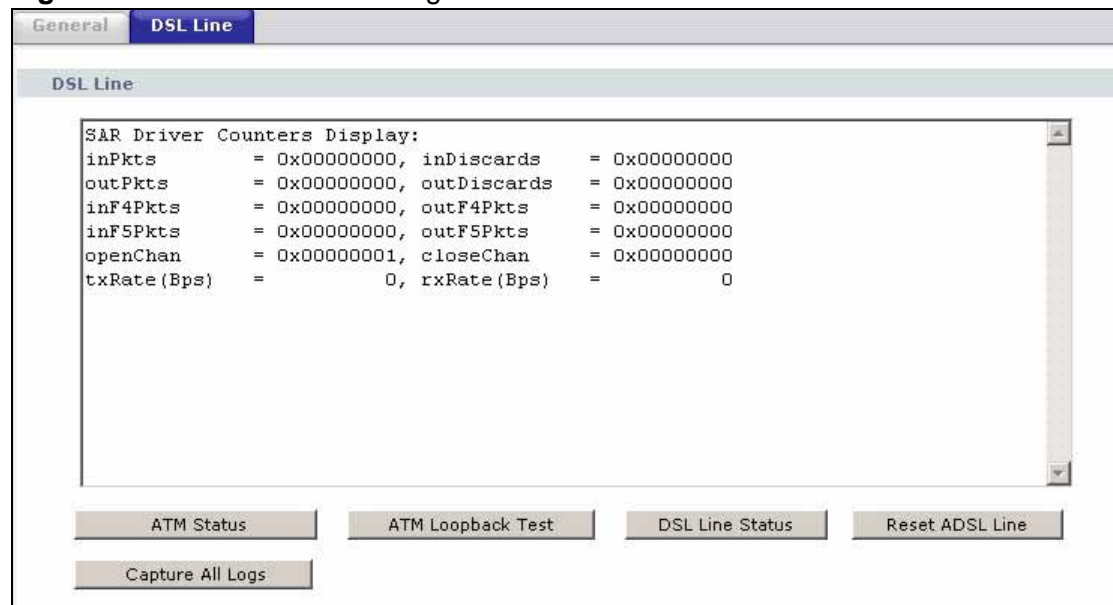 General DSL Line
DSL Line
SAR Driver Counters Display:
inPkts = 0x00000000, inDiscards = 0x00000000
outPkts = 0x00000000, outDiscards = 0x00000000
inF4Pkts = 0x00000000, outF4Pkts = 0x00000000
inF5Pkts = 0x00000000, outF5Pkts = 0x00000000
openChan = 0x00000001, closeChan = 0x00000000
txRate(Bps) = 0, rxRate(Bps) = 0
ATM Status ATM Loopback Test DSL Line Status Reset ADSL Line
Capture All Logs